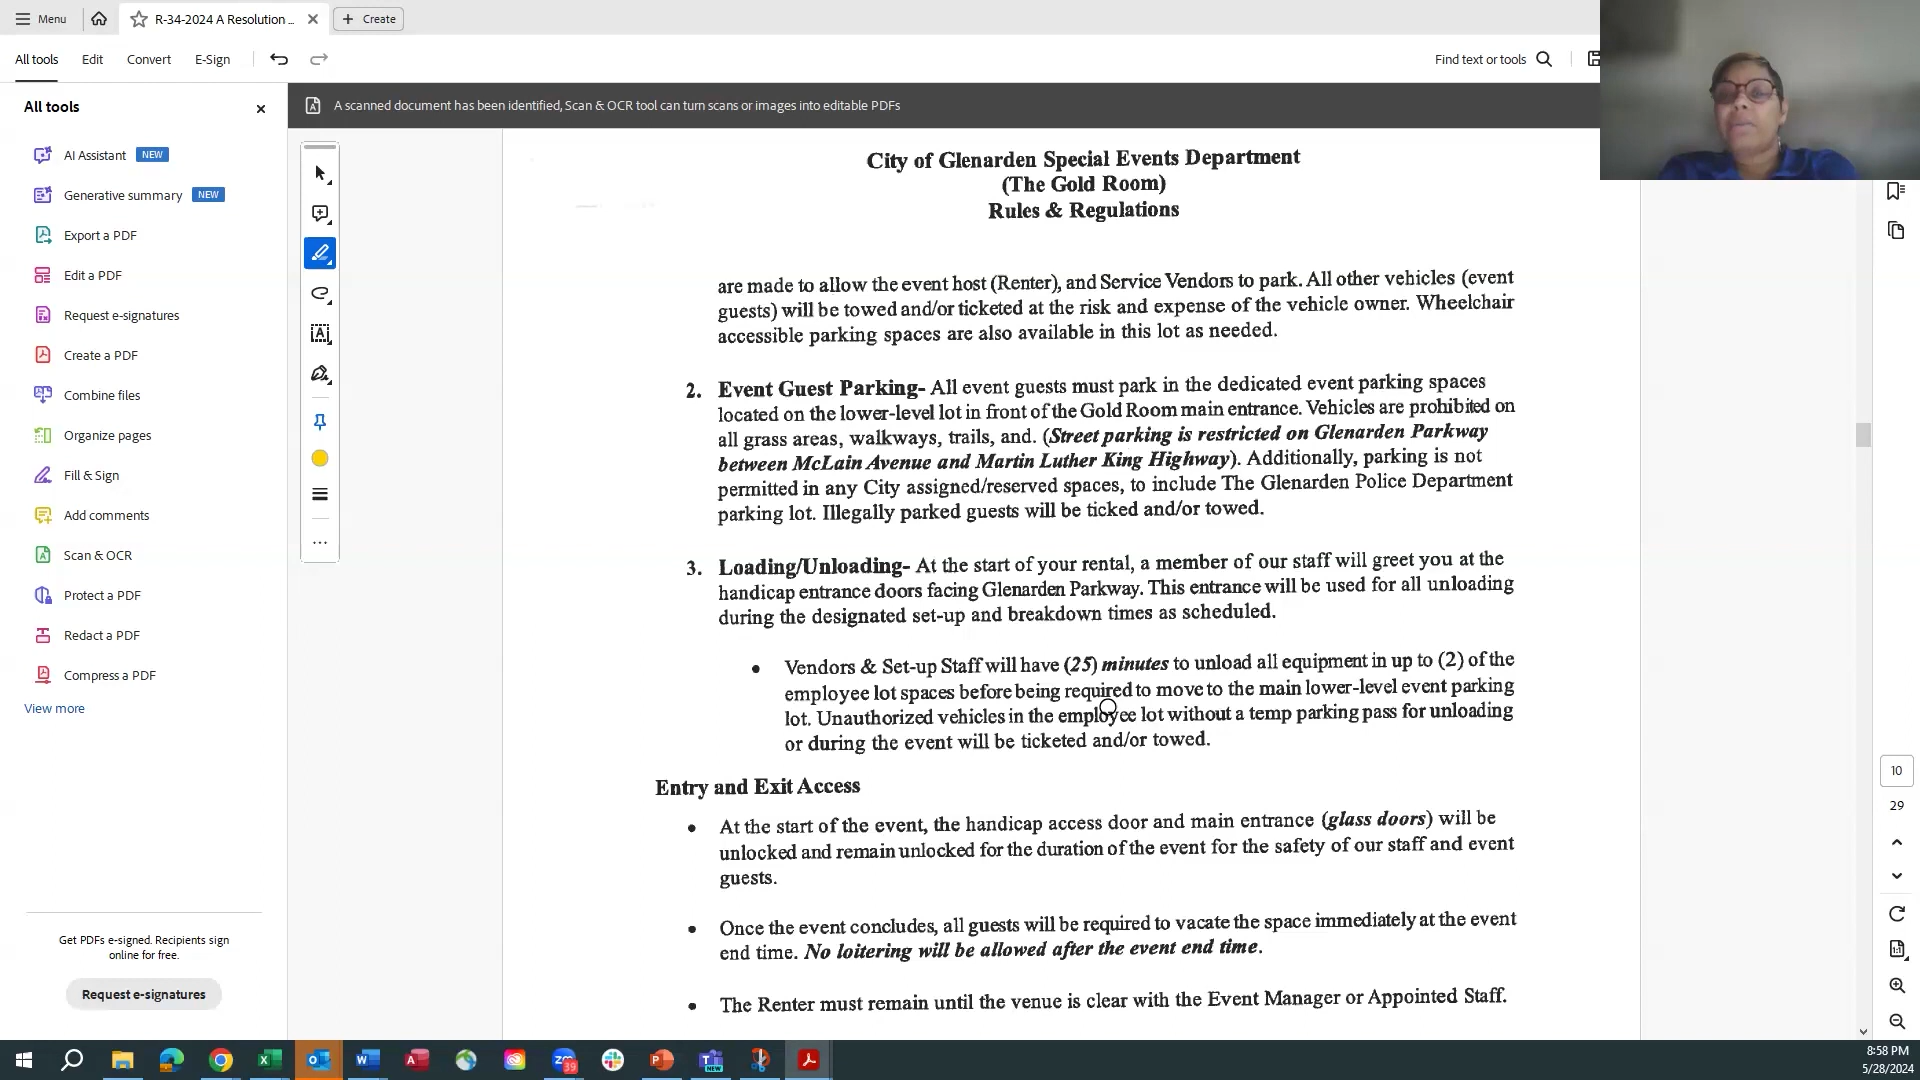 Menu
R-34-2024 A Resolution ...
Create
All tools
Edit
Convert
E-Sign
Find text or tools
All tools
A scanned document has been identified, Scan & OCR tool can turn scans or images into editable PDFs
AI Assistant NEW
Generative summary NEW
Export a PDF
Edit a PDF
Request e-signatures
Create a PDF
Combine files
Organize pages
Fill & Sign
Add comments
Scan & OCR
Protect a PDF
Redact a PDF
Compress a PDF
View more
Get PDFs e-signed. Recipients sign
online for free.
Request e-signatures
City of Glenarden Special Events Department
(The Gold Room)
Rules & Regulations
are made to allow the event host (Renter), and Service Vendors to park. All other vehicles (event
guests) will be towed and/or ticketed at the risk and expense of the vehicle owner. Wheelchair
accessible parking spaces are also available in this lot as needed.
2. Event Guest Parking- All event guests must park in the dedicated event parking spaces
located on the lower-level lot in front of the Gold Room main entrance. Vehicles are prohibited on
all grass areas, walkways, trails, and. (Street parking is restricted on Glenarden Parkway
between McLain Avenue and Martin Luther King Highway). Additionally, parking is not
permitted in any City assigned/reserved spaces, to include The Glenarden Police Department
parking lot. Illegally parked guests will be ticked and/or towed.
3. Loading/Unloading- At the start of your rental, a member of our staff will greet you at the
handicap entrance doors facing Glenarden Parkway. This entrance will be used for all unloading
during the designated set-up and breakdown times as scheduled.
• Vendors & Set-up Staff will have (25) minutes to unload all equipment in up to (2) of the
employee lot spaces before being required to move to the main lower-level event parking
lot. Unauthorized vehicles in the employee lot without a temp parking pass for unloading
or during the event will be ticketed and/or towed.
Entry and Exit Access
• At the start of the event, the handicap access door and main entrance (glass doors) will be
unlocked and remain unlocked for the duration of the event for the safety of our staff and event
guests.
• Once the event concludes, all guests will be required to vacate the space immediately at the event
end time. No loitering will be allowed after the event end time.
• The Renter must remain until the venue is clear with the Event Manager or Appointed Staff.
10
29
8:58 PM
5/28/2024